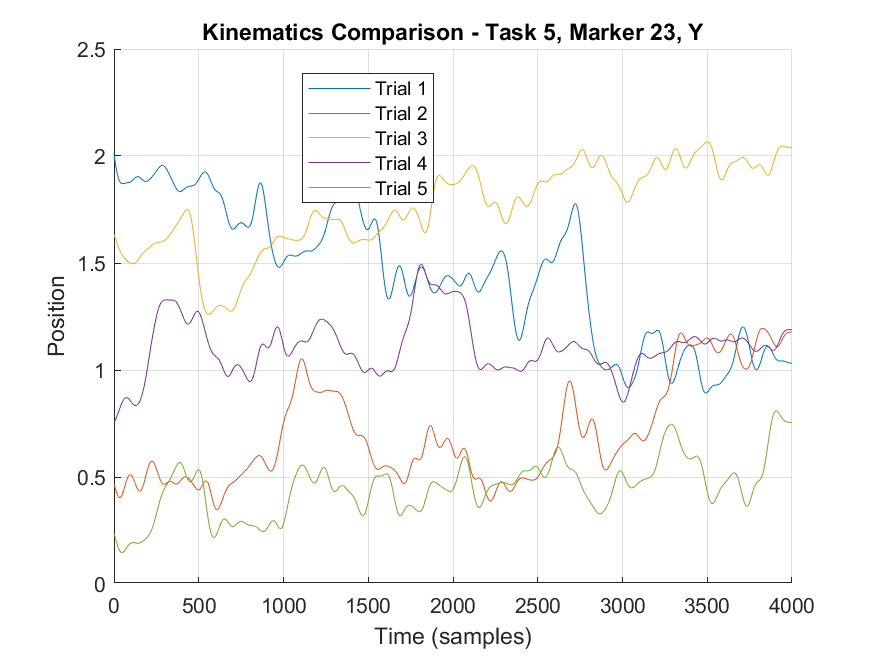 Kinematics Comparison - Task 5, Marker 23, Y
2.5
2
1.5
1
0.5
0
Position
Trial 1
Trial 2
Trial 3
Trial 4
Trial 5
0 500 1000 1500 2000 2500 3000 3500 4000
Time (samples)